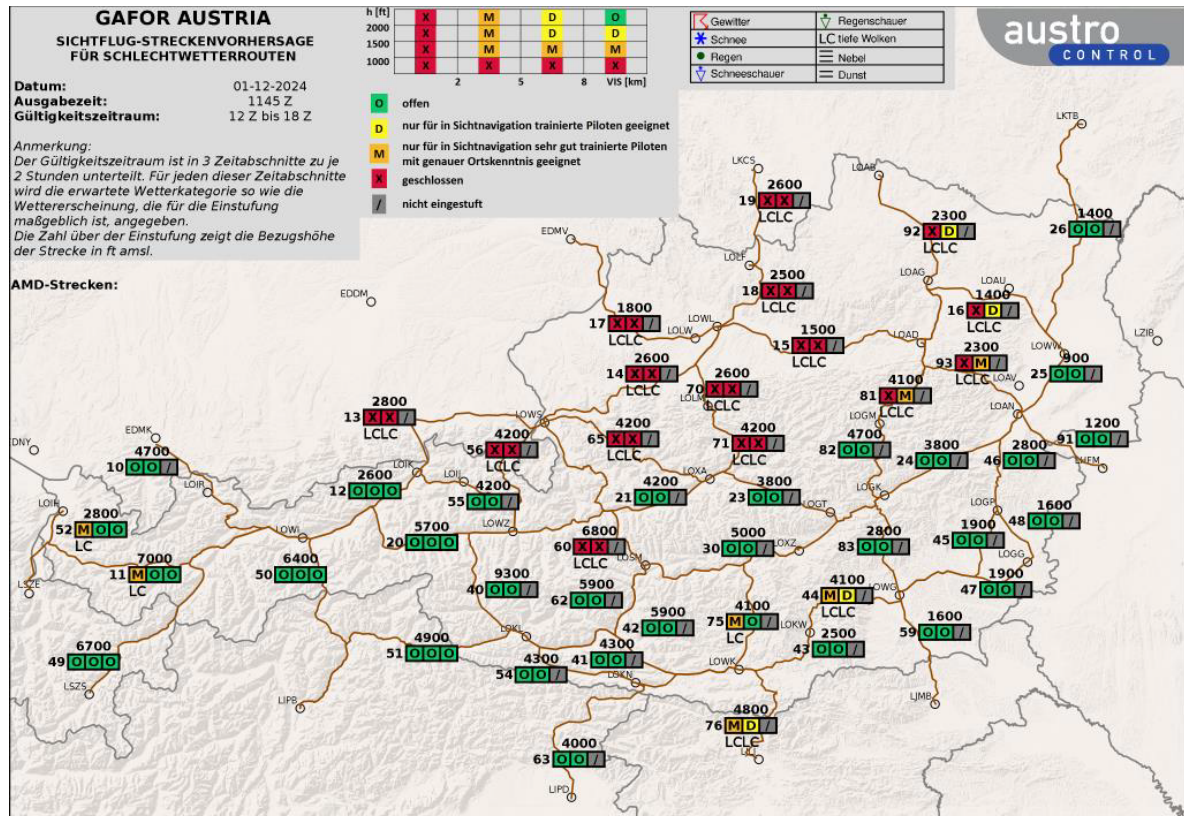 GAFOR AUSTRIA
SICHTFLUG-STRECKENVORHERSAGE
FÜR SCHLECHTWETTERROUTEN
Datum: 01-12-2024
Ausgabezeit: 1145 Z
Gültigkeitszeitraum: 12 Z bis 18 Z
Anmerkung:
Der Gültigkeitszeitraum ist in 3 Zeitabschnitte zu je
2 Stunden unterteilt. Für jeden dieser Zeitabschnitte
wird die erwartete Wetterkategorie so wie die
Wettererscheinung, die für die Einstufung
maßgeblich ist, angegeben.
Die Zahl über der Einstufung zeigt die Bezugshöhe
der Strecke in ft amsl.
AMD-Strecken:
h [ft]
X M D O
2000
X M D D
1500
X M M M
1000
X X X X
2 5 8 VIS [km]
O offen
D nur für in Sichtnavigation trainierte Piloten geeignet
M nur für in Sichtnavigation sehr gut trainierte Piloten
mit genauer Ortskenntnis geeignet
X geschlossen
/ nicht eingestuft
Gewitter
Regenschauer
Schnee
LC tiefe Wolken
Regen
Nebel
Schneeschauer
Dunst
austro
CONTROL
LKTB
LKCS
LOAB
2600
19 X X /
LCLC
2300
92 X D /
LCLC
1400
26 O O /
EDMV
LOLF
2500
18 X X /
LCLC
LOAG
LOAU
EDDM
1400
16 X D /
LCLC
1800
17 X X /
LCLC
LOWL
LOLW
1500
15 X X /
LCLC
LOAD
LZIB
LOWW
2300
93 X M /
LCLC
900
25 O O /
2600
14 X X /
LCLC
2600
70 X X /
LCLC
LOLM
4100
81 X M /
LCLC
LOAV
2800
13 X X /
LCLC
LOWS
LOGM
LOAN
4200
56 X X /
LCLC
4200
65 X X /
LCLC
4200
71 X X /
LCLC
4700
82 O O /
3800
24 O O /
2800
46 O O /
1200
91 O O /
LHFM
DNY
EDMK
4700
10 O O /
LOIR
2600
12 O O O
LOIK
LOIJ
4200
55 O O /
4200
21 O O /
LOXA
3800
23 O O /
LOGT
LOGK
LOGP
1600
48 O O /
LOIH
2800
52 M O O
LC
LOWI
5700
20 O O O
LOWZ
6800
60 X X /
LCLC
5000
30 O O /
LOXZ
2800
83 O O /
1900
45 O O /
LOGG
7000
11 M O O
LC
6400
50 O O O
LOSM
LSZE
9300
40 O O /
5900
62 O O /
4100
44 M D /
LCLC
LOWG
1900
47 O O /
5900
42 O O /
4100
75 M O /
LC
LOKW
2500
43 O O /
1600
59 O O /
6700
49 O O O
LSZS
4900
51 O O O
LOKL
4300
54 O O /
4300
41 O O /
LOKN
LOWK
LIPB
4800
76 M D /
LCLC
LJMB
4000
63 O O /
LIPD